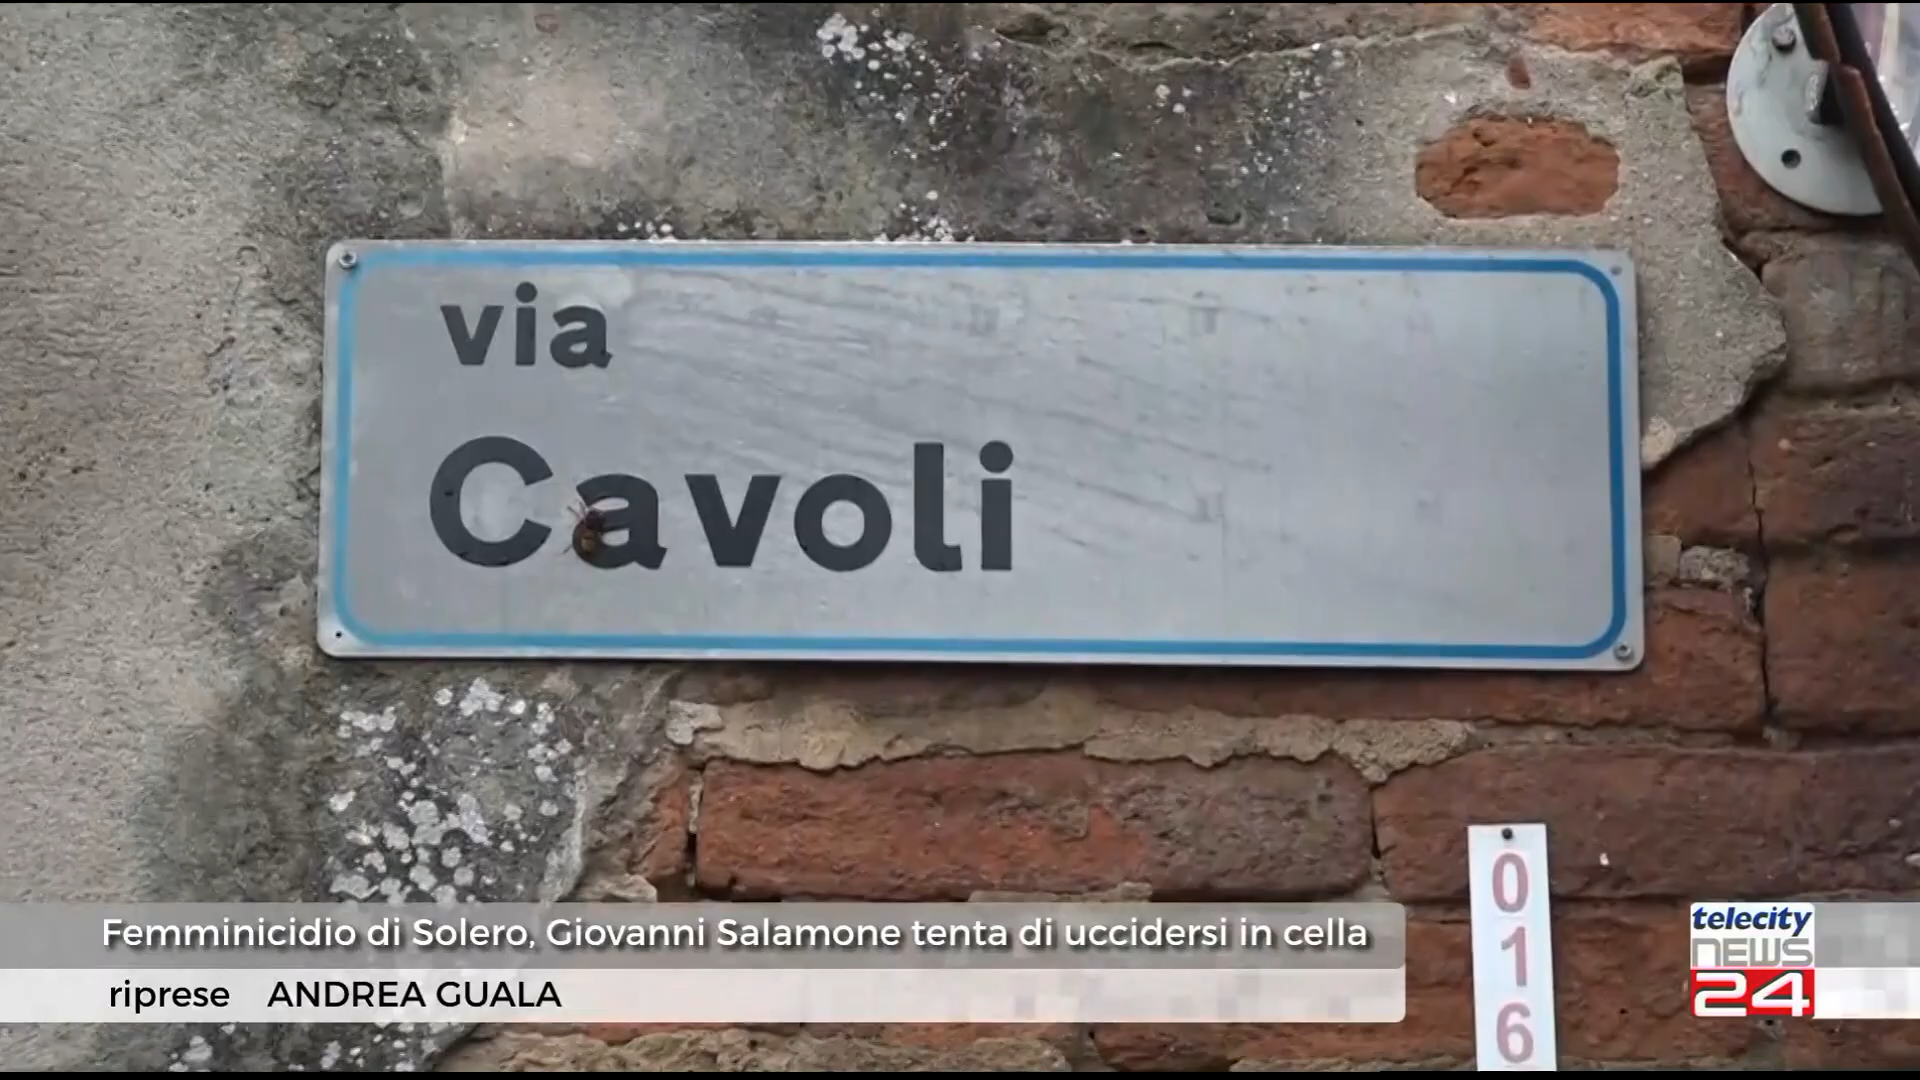 via
Cavoli
016
Femminicidio di Solero, Giovanni Salamone tenta di uccidersi in cella
riprese ANDREA GUALA
telecity
NEWS
24